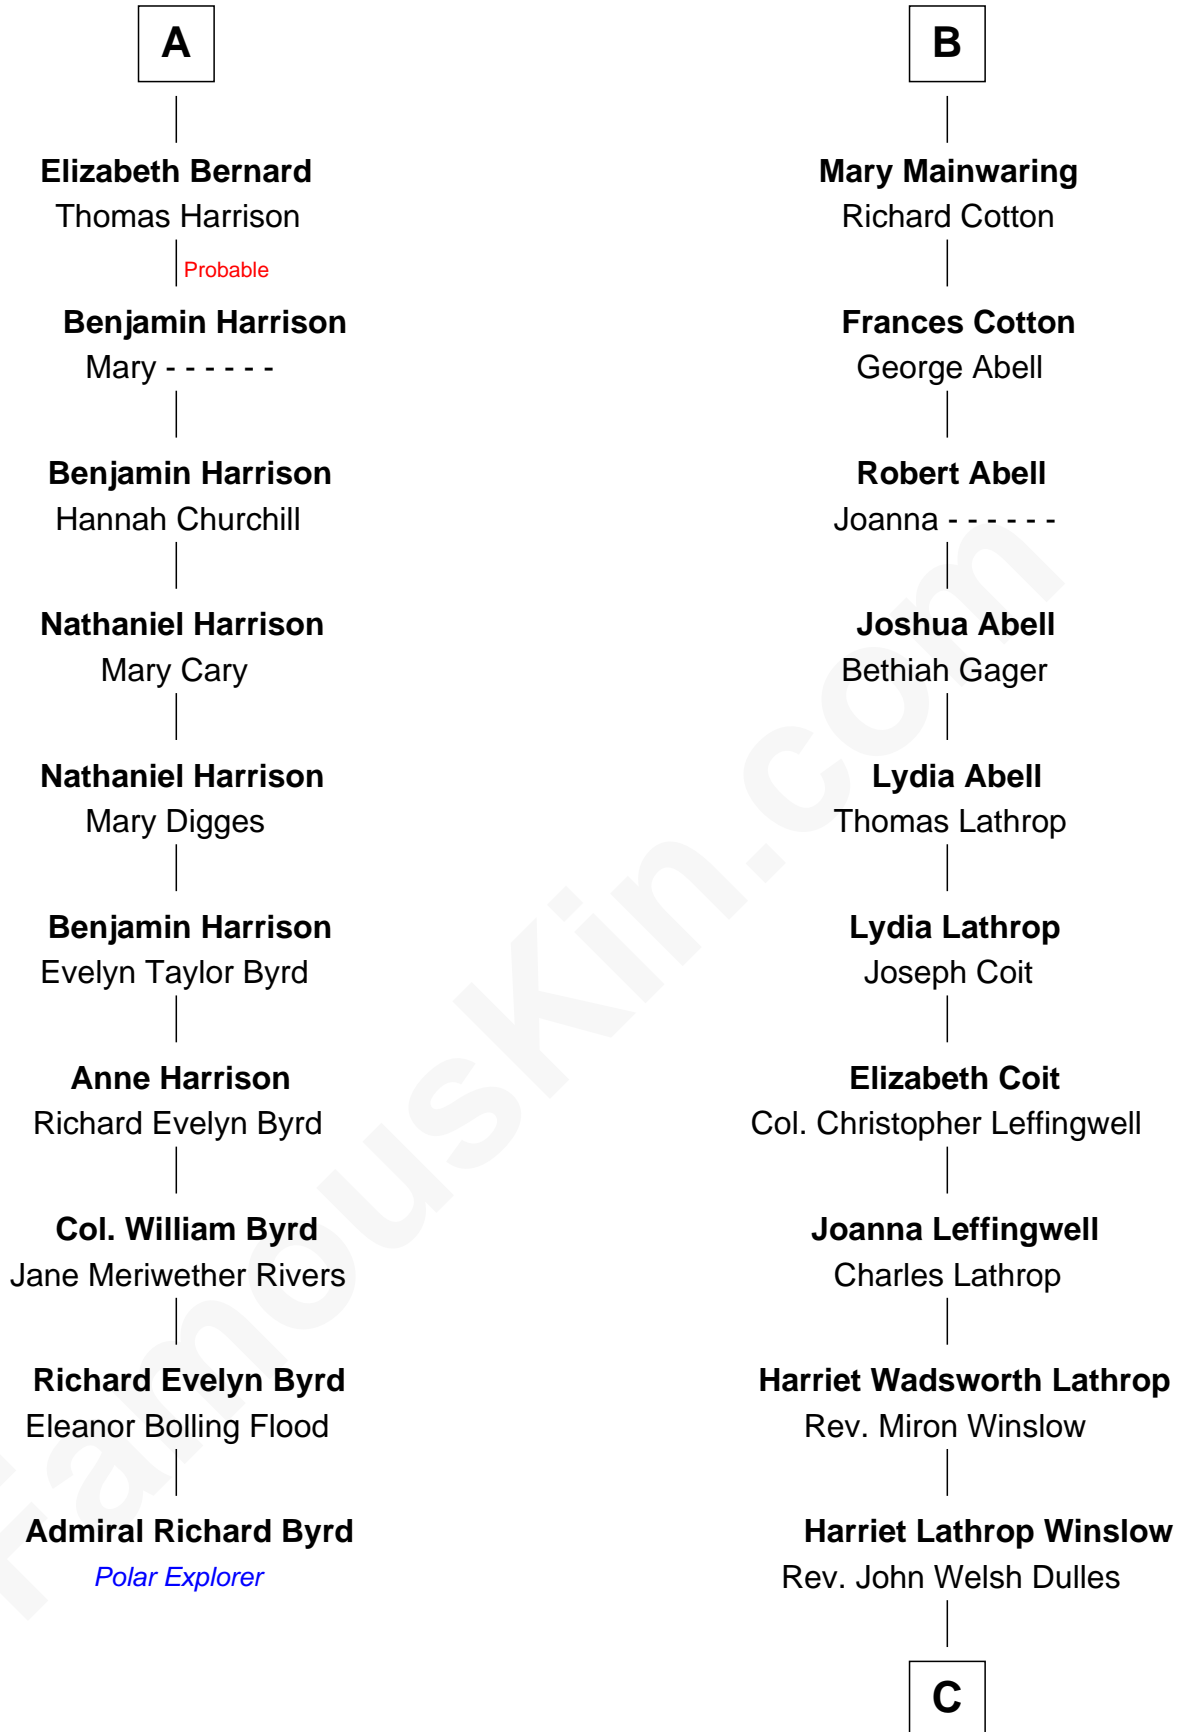 A
Elizabeth Bernard
Thomas Harrison
Probable
Benjamin Harrison
Mary - - - - - -
Benjamin Harrison
Hannah Churchill
Nathaniel Harrison
Mary Cary
Nathaniel Harrison
Mary Digges
Benjamin Harrison
Evelyn Taylor Byrd
Anne Harrison
Richard Evelyn Byrd
Col. William Byrd
Jane Meriwether Rivers
Richard Evelyn Byrd
Eleanor Bolling Flood
Admiral Richard Byrd
Polar Explorer
B
Mary Mainwaring
Richard Cotton
Frances Cotton
George Abell
Robert Abell
Joanna - - - - - -
Joshua Abell
Bethiah Gager
Lydia Abell
Thomas Lathrop
Lydia Lathrop
Joseph Coit
Elizabeth Coit
Col. Christopher Leffingwell
Joanna Leffingwell
Charles Lathrop
Harriet Wadsworth Lathrop
Rev. Miron Winslow
Harriet Lathrop Winslow
Rev. John Welsh Dulles
C
FamousKin.com